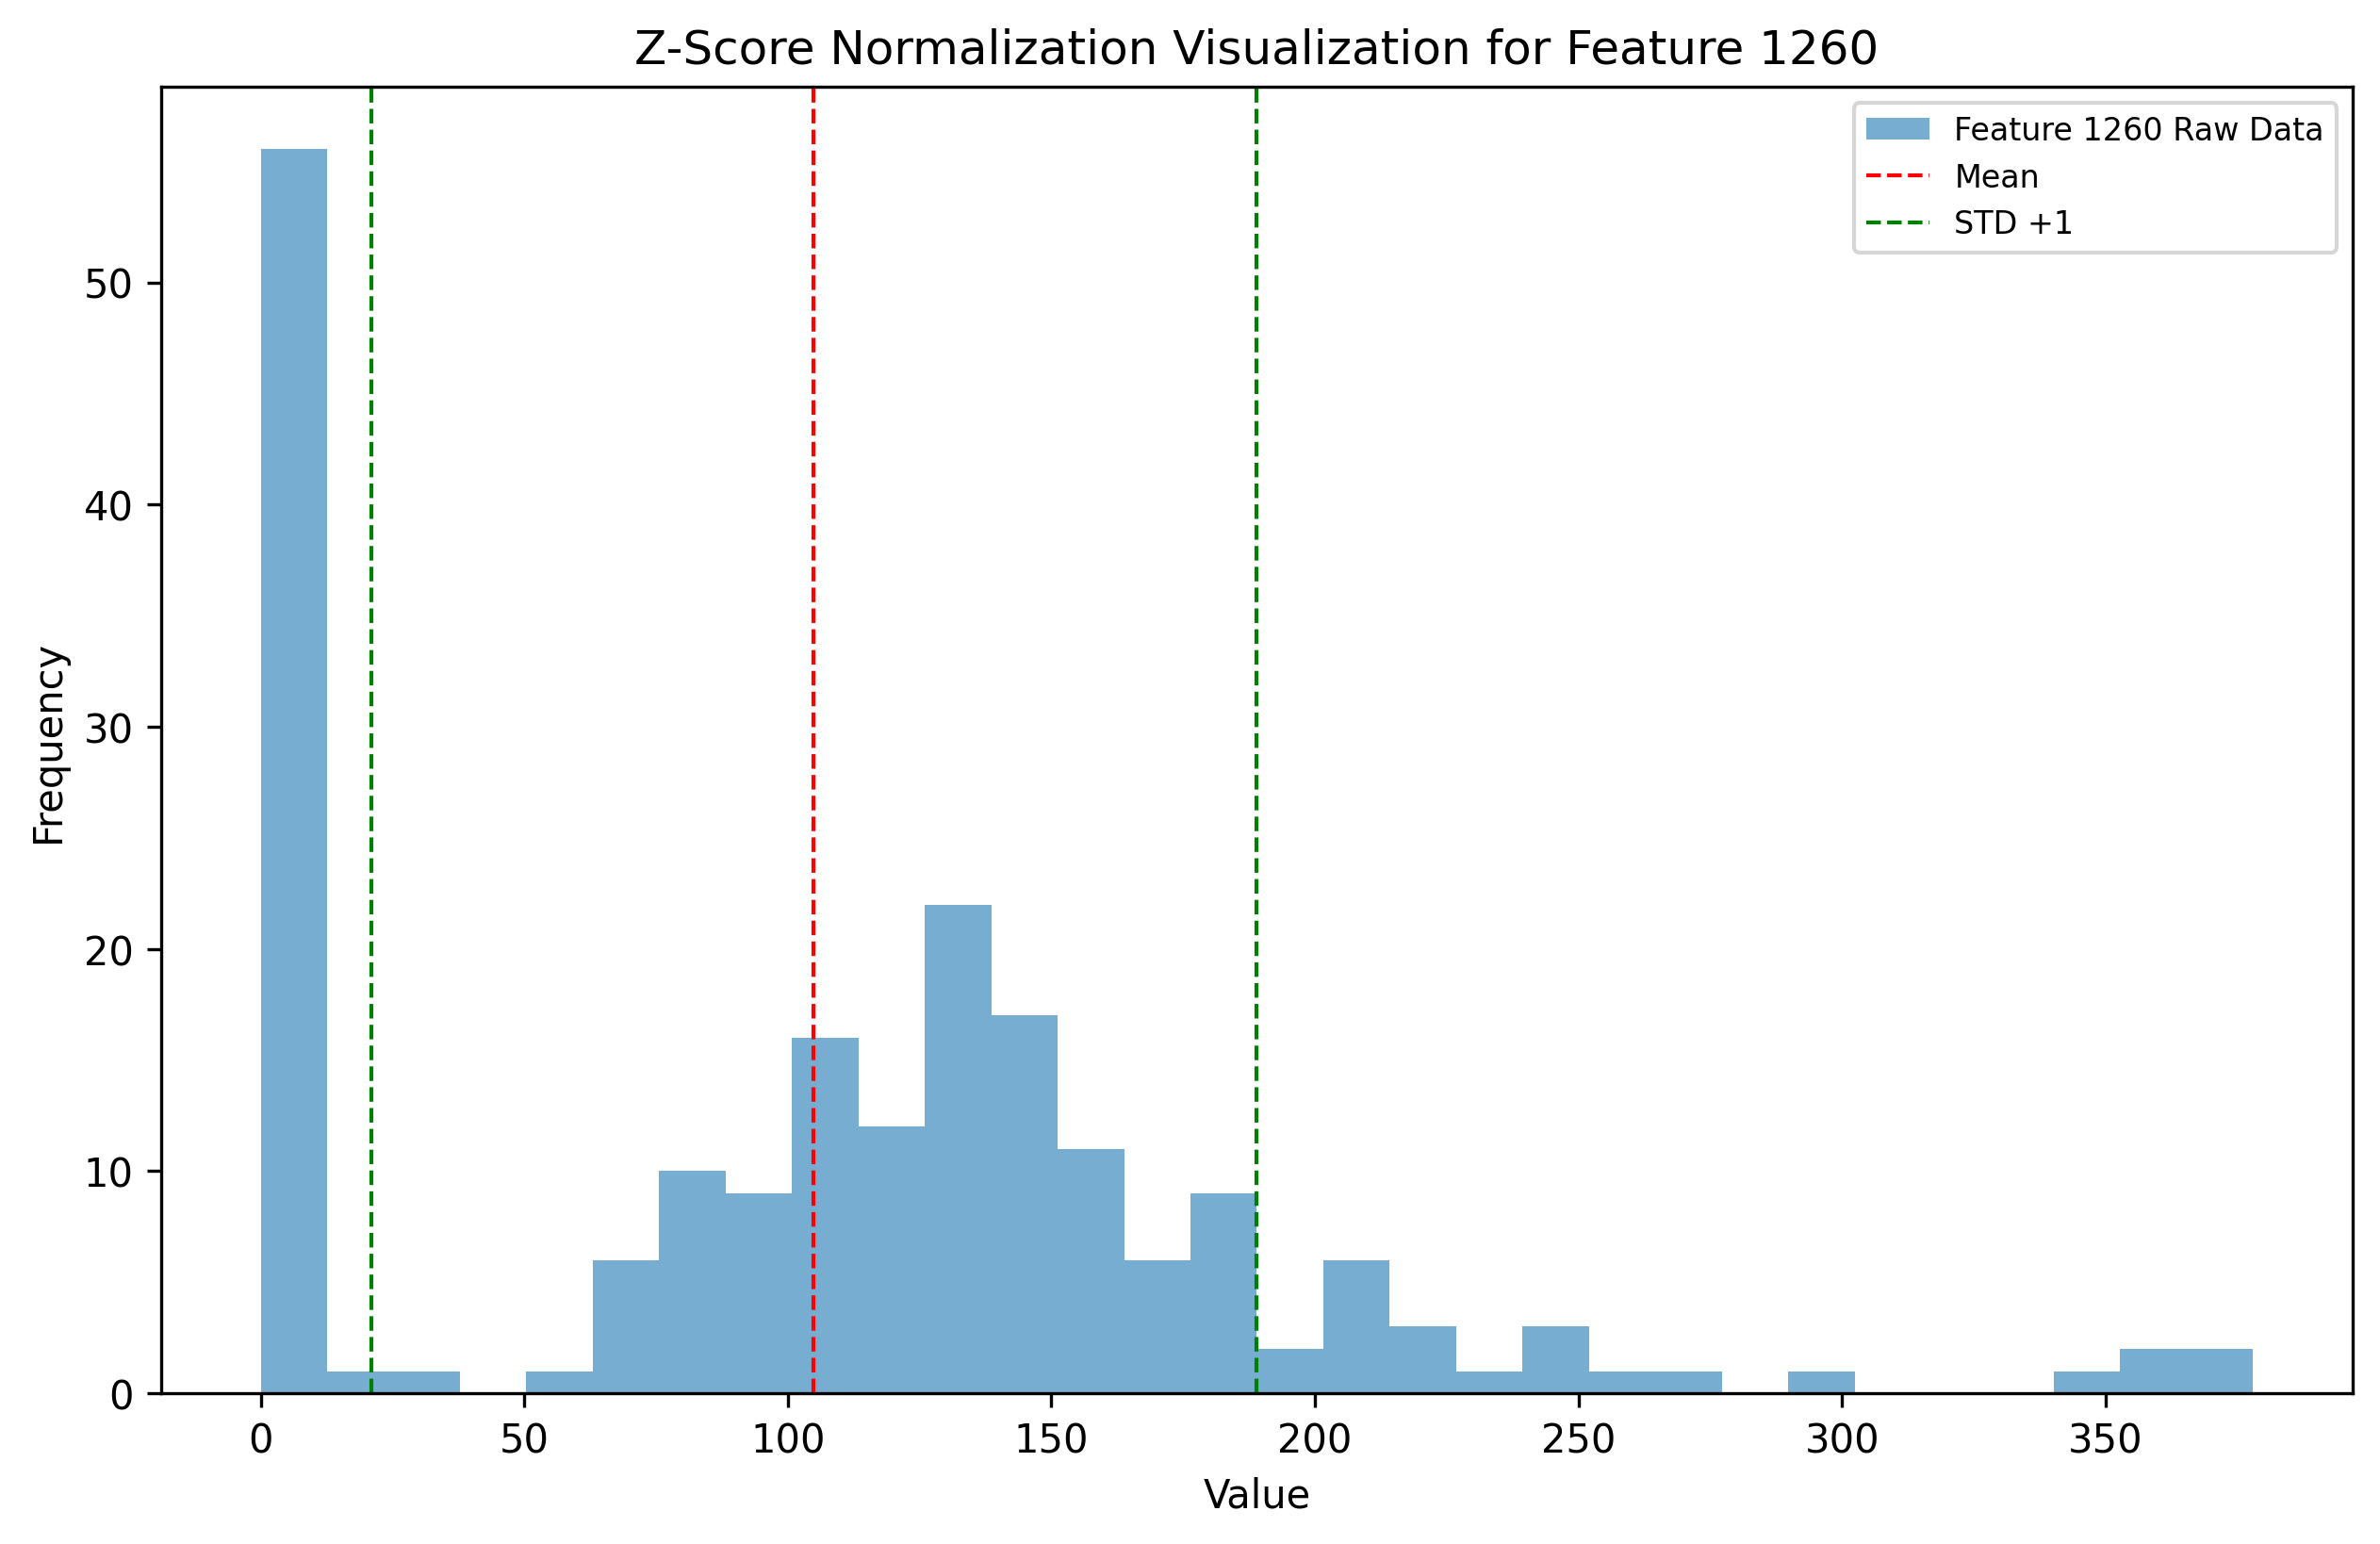 Z-Score Normalization Visualization for Feature 1260
Feature 1260 Raw Data
Mean
STD +1
50
40
30
20
10
0
Frequency
0 50 100 150 200 250 300 350
Value